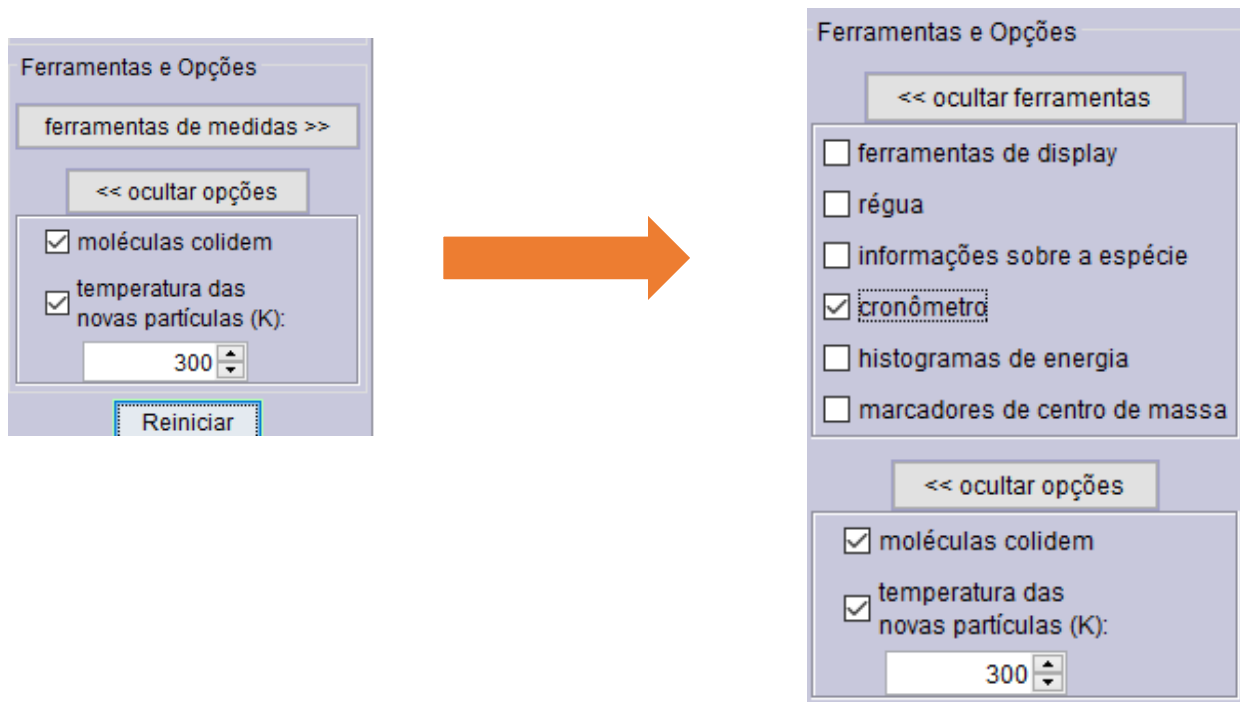 Ferramentas e Opções
ferramentas de medidas >>
<< ocultar opções
moléculas colidem
temperatura das
novas partículas (K):
300
Reiniciar
Ferramentas e Opções
<< ocultar ferramentas
ferramentas de display
régua
informações sobre a espécie
cronômetro
histogramas de energia
marcadores de centro de massa
<< ocultar opções
moléculas colidem
temperatura das
novas partículas (K):
300